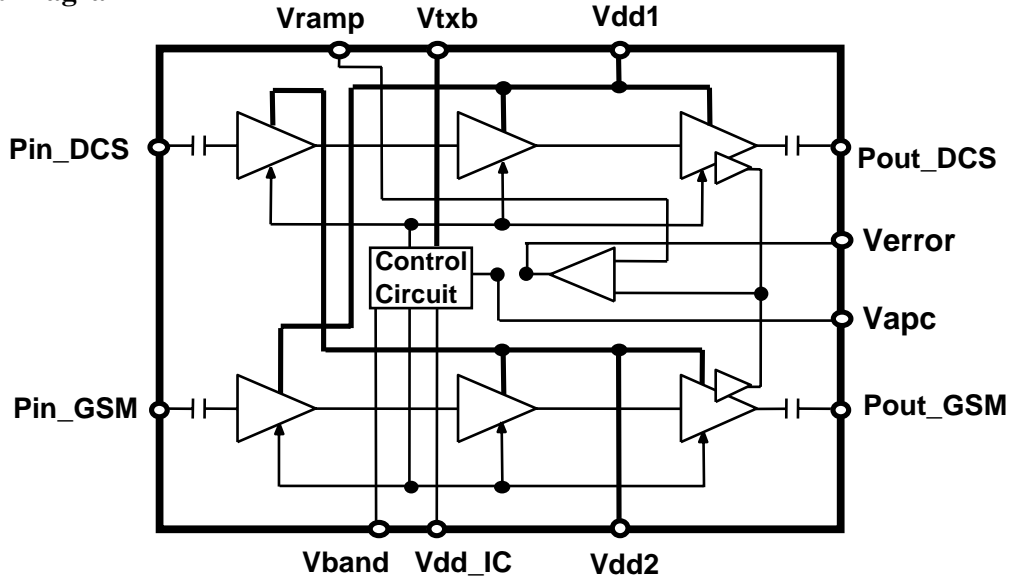 Vramp
Vtxb
Vdd1
Pin_DCS
Pout_DCS
Verror
Control
Circuit
Vapc
Pin_GSM
Pout_GSM
Vband
Vdd_IC
Vdd2